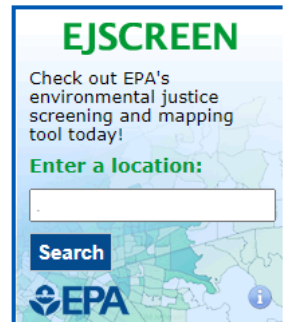 EJSCREEN
Check out EPA's
environmental justice
screening and mapping
tool today!
Enter a location:
Search
EPA
i